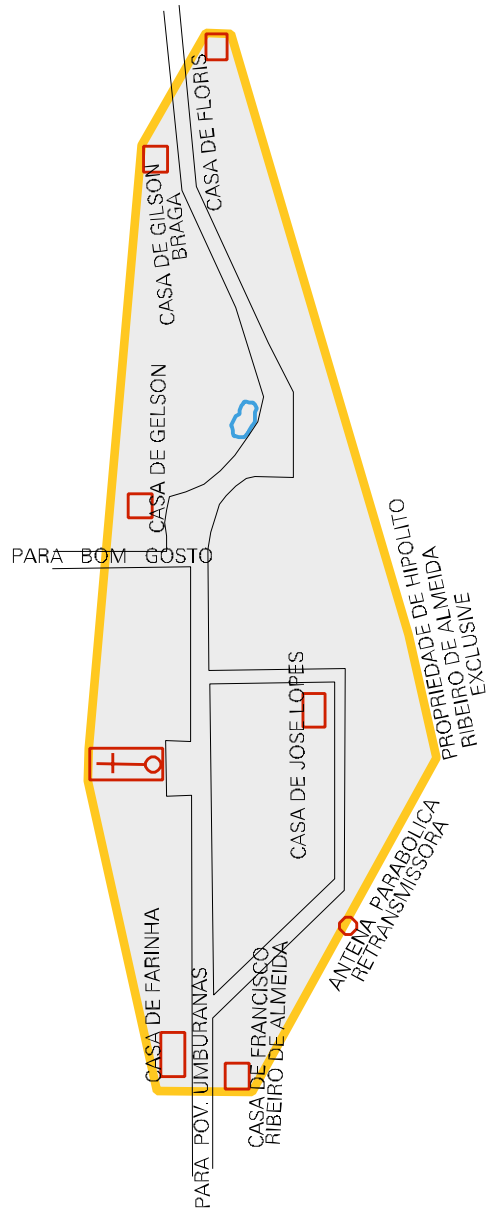 CASA DE FLORIS
CASA DE GILSON
BRAGA
CASA DE GELSON
PARA BOM GOSTO
PROPRIEDADE DE HIPOLITO
RIBEIRO DE ALMEIDA
EXCLUSIVE
CASA DE JOSE LOPES
ANTENA PARABOLICA
RETRANSMISSORA
CASA DE FARINHA
CASA DE FRANCISCO
RIBEIRO DE ALMEIDA
PARA POV. UMBURANAS